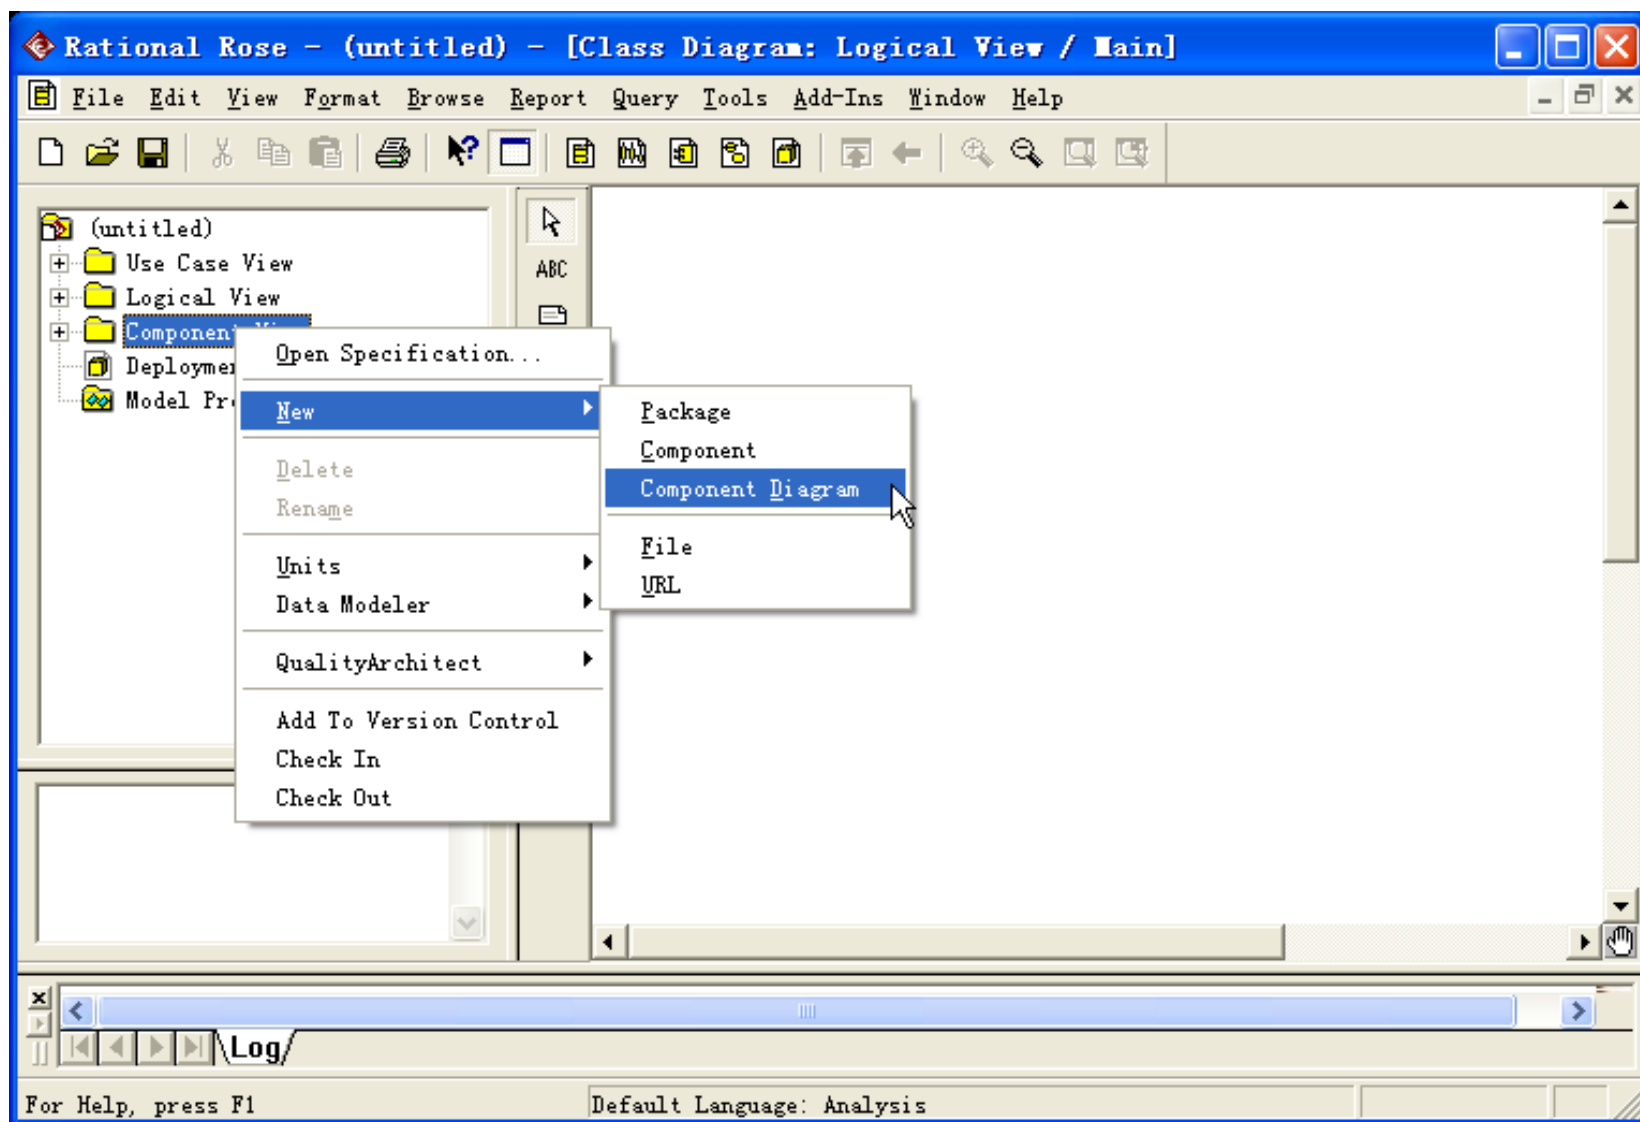 Rational Rose - (untitled) - [Class Diagram: Logical View / Main]
File Edit View Format Browse Report Query Tools Add-Ins Window Help
(untitled)
Use Case View
Logical View
Component
ABC
Open Specification...
New
Delete
Rename
Units
Data Modeler
QualityArchitect
Add To Version Control
Check In
Check Out
Package
Component
Component Diagram
File
URL
Model
Log
For Help, press F1
Default Language: Analysis